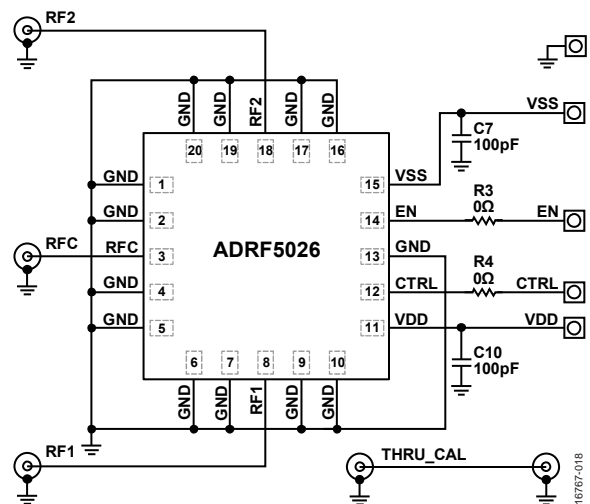 RF2
GND
GND
RF2
GND
GND
VSS
C7
100pF
20
19
18
17
16
GND
1
15
VSS
R3
0Ω
GND
2
14
EN
EN
RFC
RFC
3
ADRF5026
13
GND
R4
0Ω
4
12
CTRL
CTRL
GND
GND
5
11
VDD
VDD
C10
100pF
6
7
8
9
10
GND
GND
RF1
GND
GND
RF1
THRU_CAL
16767-018